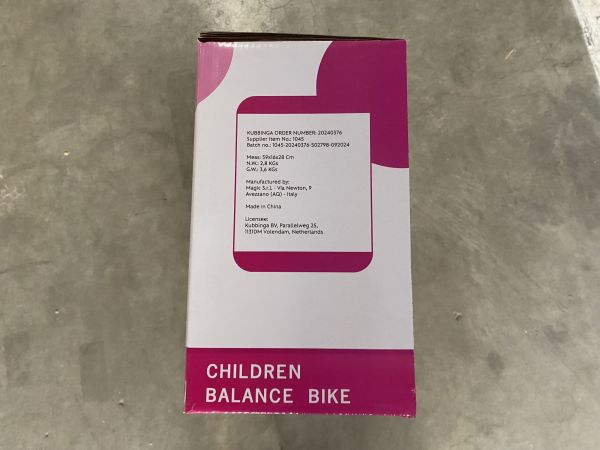 KUBBINGA ORDER NUMBER: 20240376
Supplier Item No.: 1045
Batch no.: 1045-20240376-502798-092024
Meas: 59x16x28 Cm
N.W.: 2,8 KGs
G.W.: 3,6 KGs
Manufactured by:
Magic S.r.l. - Via Newton, 9
Avezzano (AQ) - Italy
Made in China
Licensee:
Kubbinga BV, Parallelweg 25,
1131DM Volendam, Netherlands
CHILDREN
BALANCE BIKE